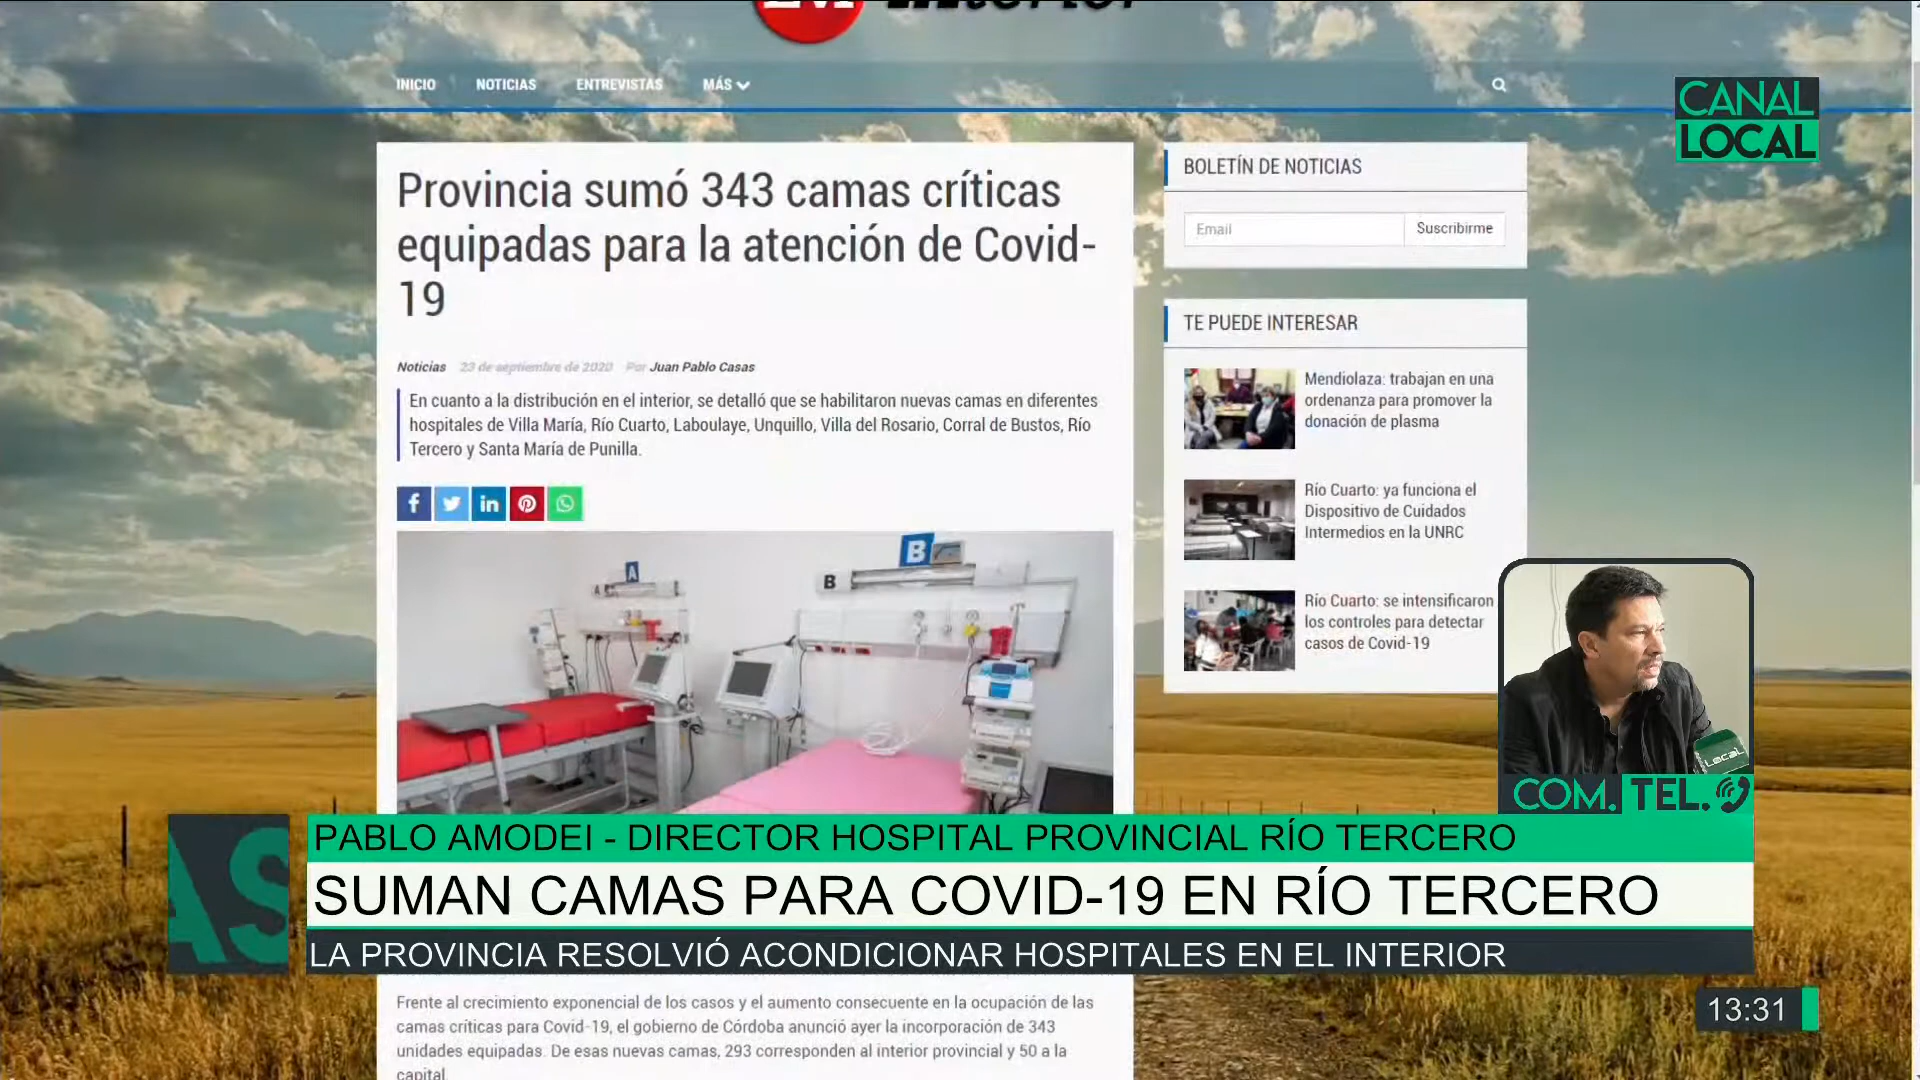 INICIO NOTICIAS ENTREVISTAS MÁS
CANAL
LOCAL
Provincia sumó 343 camas críticas
equipadas para la atención de Covid-
19
Noticias 23 de septiembre de 2020 Por Juan Pablo Casas
En cuanto a la distribución en el interior, se detalló que se habilitaron nuevas camas en diferentes
hospitales de Villa María, Río Cuarto, Laboulaye, Unquillo, Villa del Rosario, Corral de Bustos, Río
Tercero y Santa María de Punilla.
A
A
B
B
BOLETÍN DE NOTICIAS
Email Suscribirme
TE PUEDE INTERESAR
Mendiolaza: trabajan en una
ordenanza para promover la
donación de plasma
Río Cuarto: ya funciona el
Dispositivo de Cuidados
Intermedios en la UNRC
Río Cuarto: se intensificaron
los controles para detectar
casos de Covid-19
Local
COM. TEL.
AS
PABLO AMODEI - DIRECTOR HOSPITAL PROVINCIAL RÍO TERCERO
SUMAN CAMAS PARA COVID-19 EN RÍO TERCERO
LA PROVINCIA RESOLVIÓ ACONDICIONAR HOSPITALES EN EL INTERIOR
Frente al crecimiento exponencial de los casos y el aumento consecuente en la ocupación de las
camas críticas para Covid-19, el gobierno de Córdoba anunció ayer la incorporación de 343
unidades equipadas. De esas nuevas camas, 293 corresponden al interior provincial y 50 a la
capital.
13:31